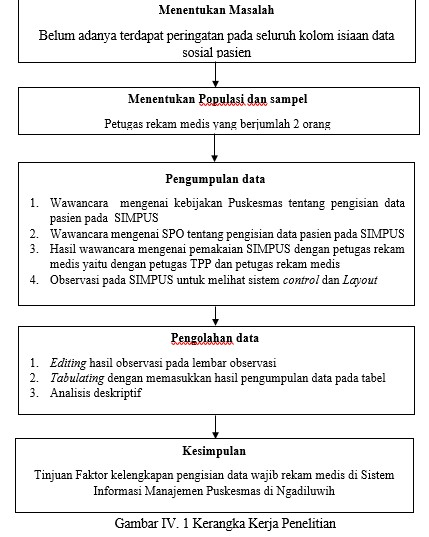 Menentukan Masalah
Belum adanya terdapat peringatan pada seluruh kolom isiaan data
sosial pasien
Menentukan Populasi dan sampel
Petugas rekam medis yang berjumlah 2 orang
Pengumpulan data
1. Wawancara mengenai kebijakan Puskesmas tentang pengisian data
pasien pada SIMPUS
2. Wawancara mengenai SPO tentang pengisian data pasien pada SIMPUS
3. Hasil wawancara mengenai pemakaian SIMPUS dengan petugas rekam
medis yaitu dengan petugas TPP dan petugas rekam medis
4. Observasi pada SIMPUS untuk melihat sistem control dan Layout
Pengolahan data
1. Editing hasil observasi pada lembar observasi
2. Tabulating dengan memasukkan hasil pengumpulan data pada tabel
3. Analisis deskriptif
Kesimpulan
Tinjuan Faktor kelengkapan pengisian data wajib rekam medis di Sistem
Informasi Manajemen Puskesmas di Ngadiluwih
Gambar IV. 1 Kerangka Kerja Penelitian